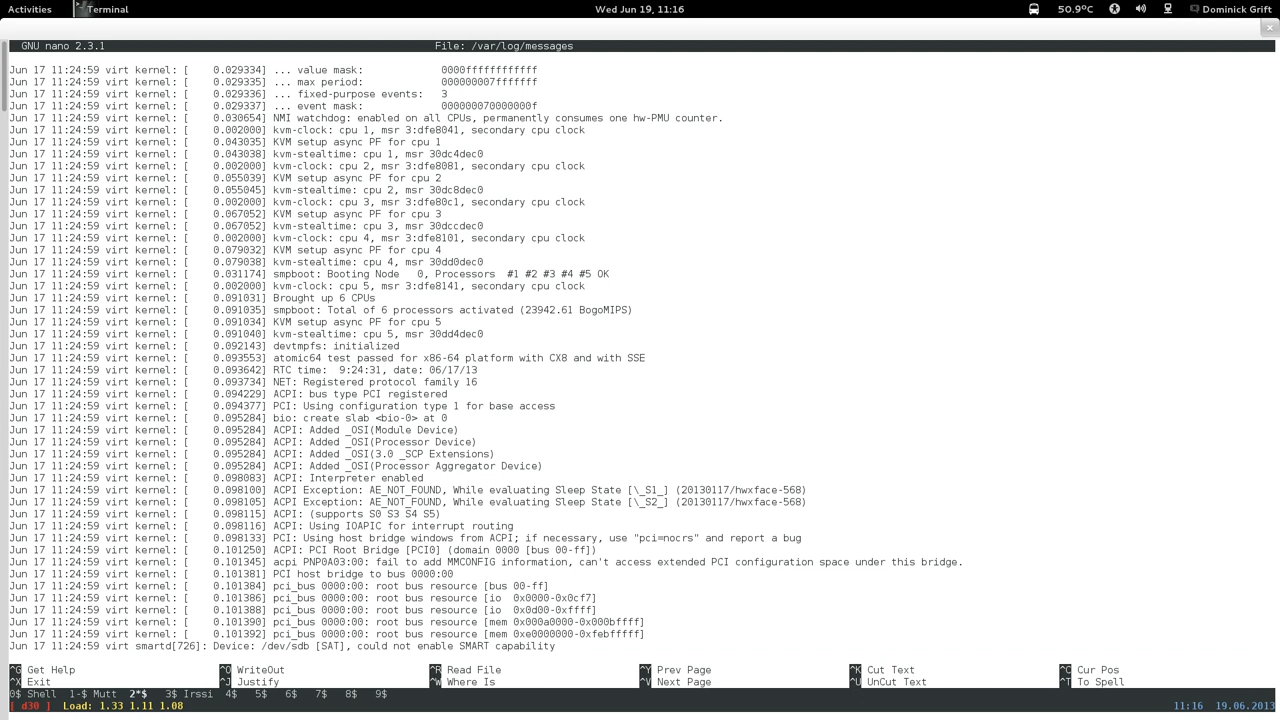 Activities Terminal Wed Jun 19, 11:16 50.9°C Dominick Grift
GNU nano 2.3.1 File: /var/log/messages
Jun 17 11:24:59 virt kernel: [    0.029334] ... value mask:             0000ffffffffffff
Jun 17 11:24:59 virt kernel: [    0.029335] ... max period:             000000007fffffff
Jun 17 11:24:59 virt kernel: [    0.029336] ... fixed-purpose events:   3
Jun 17 11:24:59 virt kernel: [    0.029337] ... event mask:             000000070000000f
Jun 17 11:24:59 virt kernel: [    0.030654] NMI watchdog: enabled on all CPUs, permanently consumes one hw-PMU counter.
Jun 17 11:24:59 virt kernel: [    0.002000] kvm-clock: cpu 1, msr 3:dfe8041, secondary cpu clock
Jun 17 11:24:59 virt kernel: [    0.043035] KVM setup async PF for cpu 1
Jun 17 11:24:59 virt kernel: [    0.043038] kvm-stealtime: cpu 1, msr 30dc4dec0
Jun 17 11:24:59 virt kernel: [    0.002000] kvm-clock: cpu 2, msr 3:dfe8081, secondary cpu clock
Jun 17 11:24:59 virt kernel: [    0.055039] KVM setup async PF for cpu 2
Jun 17 11:24:59 virt kernel: [    0.055045] kvm-stealtime: cpu 2, msr 30dc8dec0
Jun 17 11:24:59 virt kernel: [    0.002000] kvm-clock: cpu 3, msr 3:dfe80c1, secondary cpu clock
Jun 17 11:24:59 virt kernel: [    0.067052] KVM setup async PF for cpu 3
Jun 17 11:24:59 virt kernel: [    0.067052] kvm-stealtime: cpu 3, msr 30dccdec0
Jun 17 11:24:59 virt kernel: [    0.002000] kvm-clock: cpu 4, msr 3:dfe8101, secondary cpu clock
Jun 17 11:24:59 virt kernel: [    0.079032] KVM setup async PF for cpu 4
Jun 17 11:24:59 virt kernel: [    0.079038] kvm-stealtime: cpu 4, msr 30dd0dec0
Jun 17 11:24:59 virt kernel: [    0.031174] smpboot: Booting Node   0, Processors  #1 #2 #3 #4 #5 OK
Jun 17 11:24:59 virt kernel: [    0.002000] kvm-clock: cpu 5, msr 3:dfe8141, secondary cpu clock
Jun 17 11:24:59 virt kernel: [    0.091031] Brought up 6 CPUs
Jun 17 11:24:59 virt kernel: [    0.091035] smpboot: Total of 6 processors activated (23942.61 BogoMIPS)
Jun 17 11:24:59 virt kernel: [    0.091034] KVM setup async PF for cpu 5
Jun 17 11:24:59 virt kernel: [    0.091040] kvm-stealtime: cpu 5, msr 30dd4dec0
Jun 17 11:24:59 virt kernel: [    0.092143] devtmpfs: initialized
Jun 17 11:24:59 virt kernel: [    0.093553] atomic64 test passed for x86-64 platform with CX8 and with SSE
Jun 17 11:24:59 virt kernel: [    0.093642] RTC time:  9:24:31, date: 06/17/13
Jun 17 11:24:59 virt kernel: [    0.093734] NET: Registered protocol family 16
Jun 17 11:24:59 virt kernel: [    0.094229] ACPI: bus type PCI registered
Jun 17 11:24:59 virt kernel: [    0.094377] PCI: Using configuration type 1 for base access
Jun 17 11:24:59 virt kernel: [    0.095284] bio: create slab <bio-0> at 0
Jun 17 11:24:59 virt kernel: [    0.095284] ACPI: Added _OSI(Module Device)
Jun 17 11:24:59 virt kernel: [    0.095284] ACPI: Added _OSI(Processor Device)
Jun 17 11:24:59 virt kernel: [    0.095284] ACPI: Added _OSI(3.0 _SCP Extensions)
Jun 17 11:24:59 virt kernel: [    0.095284] ACPI: Added _OSI(Processor Aggregator Device)
Jun 17 11:24:59 virt kernel: [    0.098083] ACPI: Interpreter enabled
Jun 17 11:24:59 virt kernel: [    0.098100] ACPI Exception: AE_NOT_FOUND, While evaluating Sleep State [\_S1_] (20130117/hwxface-568)
Jun 17 11:24:59 virt kernel: [    0.098105] ACPI Exception: AE_NOT_FOUND, While evaluating Sleep State [\_S2_] (20130117/hwxface-568)
Jun 17 11:24:59 virt kernel: [    0.098115] ACPI: (supports S0 S3 S4 S5)
Jun 17 11:24:59 virt kernel: [    0.098116] ACPI: Using IOAPIC for interrupt routing
Jun 17 11:24:59 virt kernel: [    0.098133] PCI: Using host bridge windows from ACPI; if necessary, use "pci=nocrs" and report a bug
Jun 17 11:24:59 virt kernel: [    0.101250] ACPI: PCI Root Bridge [PCI0] (domain 0000 [bus 00-ff])
Jun 17 11:24:59 virt kernel: [    0.101345] acpi PNP0A03:00: fail to add MMCONFIG information, can't access extended PCI configuration space under this bridge.
Jun 17 11:24:59 virt kernel: [    0.101381] PCI host bridge to bus 0000:00
Jun 17 11:24:59 virt kernel: [    0.101384] pci_bus 0000:00: root bus resource [bus 00-ff]
Jun 17 11:24:59 virt kernel: [    0.101386] pci_bus 0000:00: root bus resource [io  0x0000-0x0cf7]
Jun 17 11:24:59 virt kernel: [    0.101388] pci_bus 0000:00: root bus resource [io  0x0d00-0xffff]
Jun 17 11:24:59 virt kernel: [    0.101390] pci_bus 0000:00: root bus resource [mem 0x000a0000-0x000bffff]
Jun 17 11:24:59 virt kernel: [    0.101392] pci_bus 0000:00: root bus resource [mem 0xe0000000-0xfebfffff]
Jun 17 11:24:59 virt smartd[726]: Device: /dev/sdb [SAT], could not enable SMART capability
^G Get Help ^O WriteOut ^R Read File ^Y Prev Page ^K Cut Text ^C Cur Pos
^X Exit ^J Justify ^W Where Is ^V Next Page ^U UnCut Text ^T To Spell
0$ Shell 1-$ Mutt 2*$ 3$ Irssi 4$ 5$ 6$ 7$ 8$ 9$
[ d30 ] Load: 1.33 1.11 1.08 11:16 19.06.2013